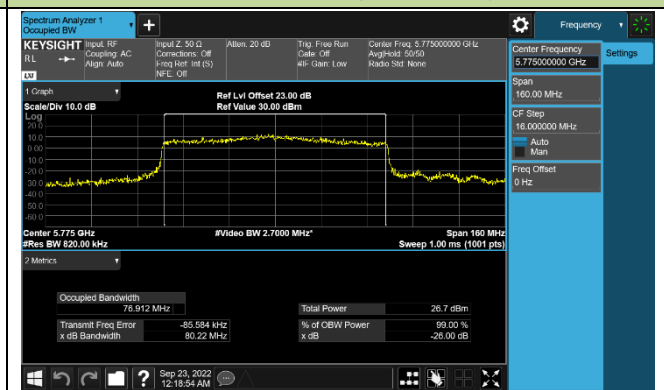 Spectrum Analyzer 1
Occupied BW
+
Frequency
KEYSIGHT
RL
LXI
Input: RF
Coupling: AC
Align: Auto
Input Z: 50 Ω
Corrections: Off
Freq Ref: Int (S)
NFE: Off
Atten: 20 dB
Trig: Free Run
Gate: Off
#IF Gain: Low
Center Freq: 5.775000000 GHz
Avg|Hold: 50/50
Radio Std: None
Center Frequency
5.775000000 GHz
Settings
Span
160.00 MHz
CF Step
16.000000 MHz
Auto
Man
Freq Offset
0 Hz
1 Graph
Scale/Div 10.0 dB
Ref Lvl Offset 23.00 dB
Ref Value 30.00 dBm
Log
20.0
10.0
0.00
-10.0
-20.0
-30.0
-40.0
-50.0
-60.0
Center 5.775 GHz
#Video BW 2.7000 MHz*
Span 160 MHz
#Res BW 820.00 kHz
Sweep 1.00 ms (1001 pts)
2 Metrics
Occupied Bandwidth
76.912 MHz
Total Power 26.7 dBm
Transmit Freq Error -85.584 kHz
% of OBW Power 99.00 %
x dB Bandwidth 80.22 MHz
x dB -26.00 dB
?
Sep 23, 2022
12:18:54 AM